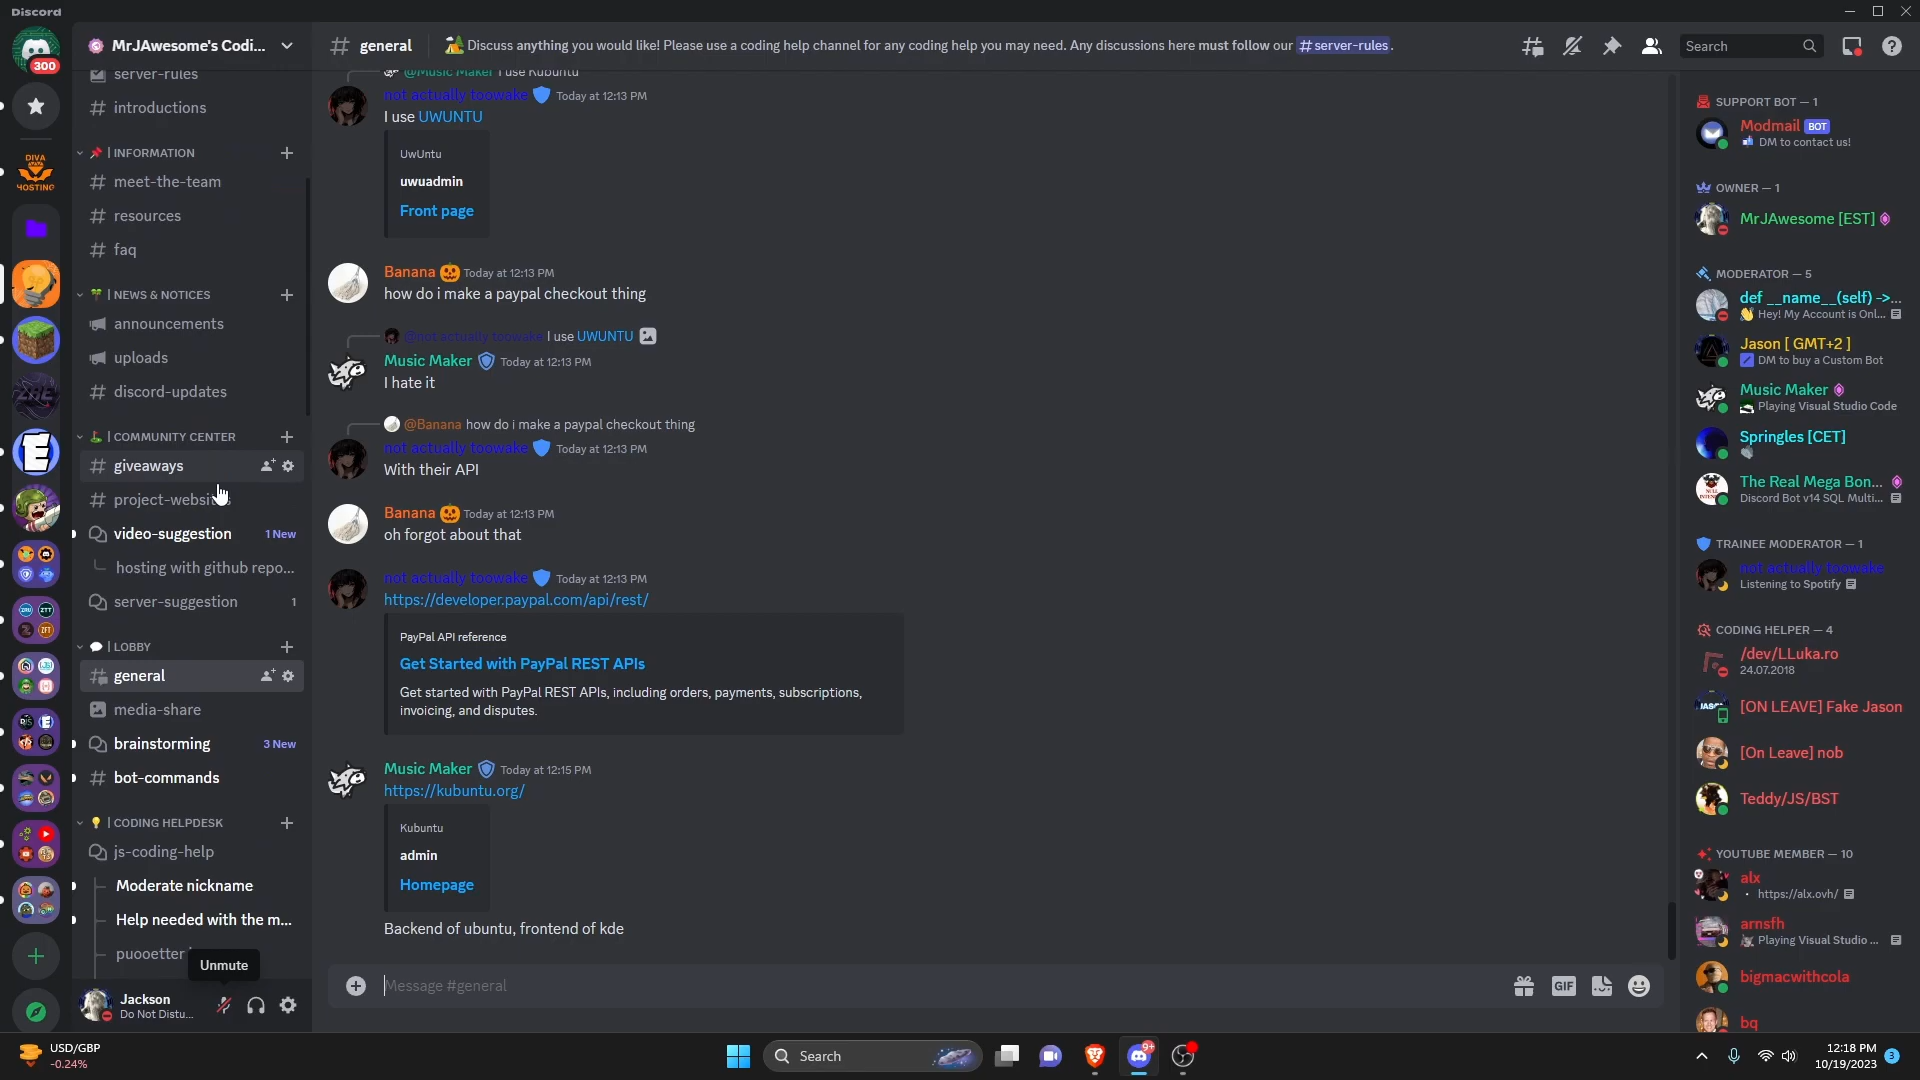 Discord
300
MrJAwesome's Codi...
server-rules
introductions
INFORMATION
meet-the-team
resources
faq
NEWS & NOTICES
announcements
uploads
discord-updates
COMMUNITY CENTER
giveaways
project-websit
video-suggestion 1 New
hosting with github repo...
server-suggestion 1
LOBBY
general
media-share
brainstorming 3 New
bot-commands
CODING HELPDESK
js-coding-help
Moderate nickname
Help needed with the m...
puooetter
Unmute
Jackson
Do Not Distu...
DIVA
HOSTING
general
Discuss anything you would like! Please use a coding help channel for any coding help you may need. Any discussions here must follow our # server-rules.
Search
@Music Maker I use Kubuntu
not actually toowake Today at 12:13 PM
I use UWUNTU
UwUntu
uwuadmin
Front page
Banana Today at 12:13 PM
how do i make a paypal checkout thing
@not actually toowake I use UWUNTU
Music Maker Today at 12:13 PM
I hate it
@Banana how do i make a paypal checkout thing
not actually toowake Today at 12:13 PM
With their API
Banana Today at 12:13 PM
oh forgot about that
not actually toowake Today at 12:13 PM
https://developer.paypal.com/api/rest/
PayPal API reference
Get Started with PayPal REST APIs
Get started with PayPal REST APIs, including orders, payments, subscriptions,
invoicing, and disputes.
Music Maker Today at 12:15 PM
https://kubuntu.org/
Kubuntu
admin
Homepage
Backend of ubuntu, frontend of kde
Message #general
GIF
SUPPORT BOT — 1
Modmail BOT
DM to contact us!
OWNER — 1
MrJAwesome [EST]
MODERATOR — 5
def __name__(self) ->...
Hey! My Account is Onl...
Jason [ GMT+2 ]
DM to buy a Custom Bot
Music Maker
Playing Visual Studio Code
Springles [CET]
The Real Mega Bon...
Discord Bot v14 SQL Multi...
TRAINEE MODERATOR — 1
not actually toowake
Listening to Spotify
CODING HELPER — 4
/dev/LLuka.ro
24.07.2018
[ON LEAVE] Fake Jason
[On Leave] nob
Teddy/JS/BST
YOUTUBE MEMBER — 10
alx
https://alx.ovh/
arnsfh
Playing Visual Studio ...
bigmacwithcola
bq
USD/GBP
-0.24%
Search
9+
12:18 PM
10/19/2023
3